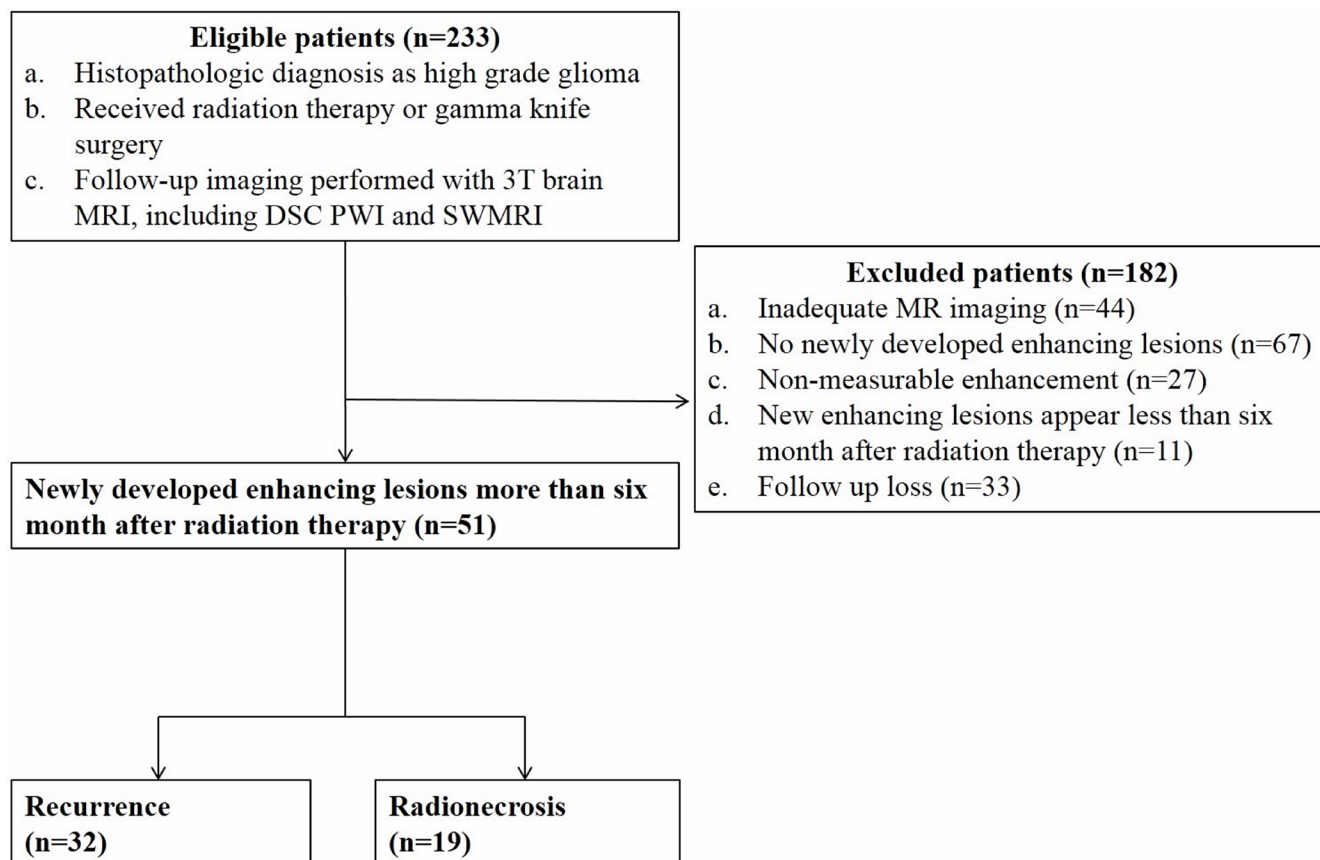 Eligible patients (n=233)
a. Histopathologic diagnosis as high grade glioma
b. Received radiation therapy or gamma knife
surgery
c. Follow-up imaging performed with 3T brain
MRI, including DSC PWI and SWMRI
Excluded patients (n=182)
a. Inadequate MR imaging (n=44)
b. No newly developed enhancing lesions (n=67)
c. Non-measurable enhancement (n=27)
d. New enhancing lesions appear less than six
month after radiation therapy (n=11)
e. Follow up loss (n=33)
Newly developed enhancing lesions more than six
month after radiation therapy (n=51)
Recurrence
(n=32)
Radionecrosis
(n=19)